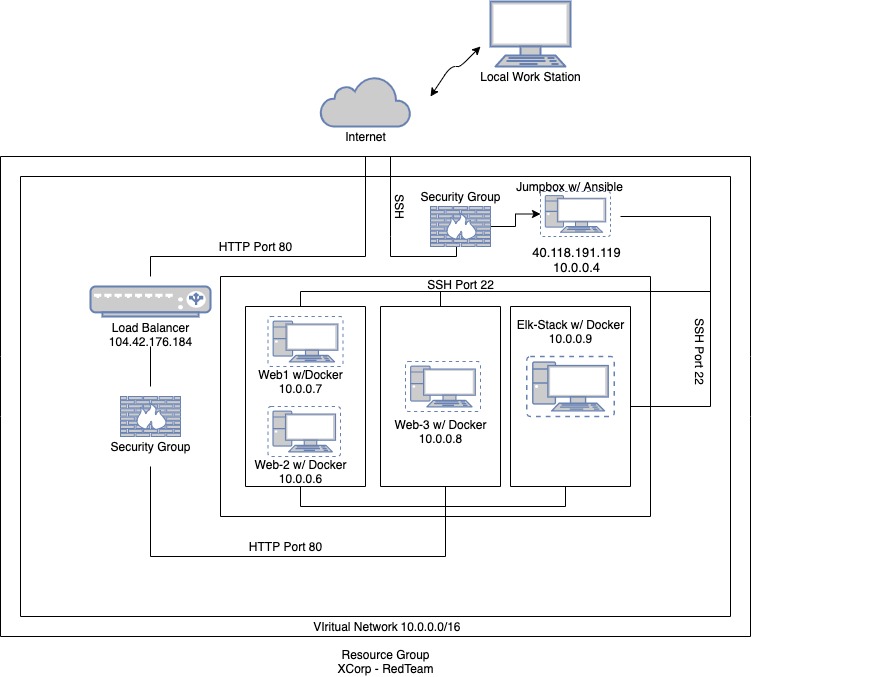 Local Work Station
Internet
Jumpbox w/ Ansible
Security Group
SSH
40.118.191.119
10.0.0.4
HTTP Port 80
SSH Port 22
Load Balancer
104.42.176.184
Elk-Stack w/ Docker
10.0.0.9
SSH Port 22
Web1 w/Docker
10.0.0.7
Web-3 w/ Docker
10.0.0.8
Security Group
Web-2 w/ Docker
10.0.0.6
HTTP Port 80
VIritual Network 10.0.0.0/16
Resource Group
XCorp - RedTeam